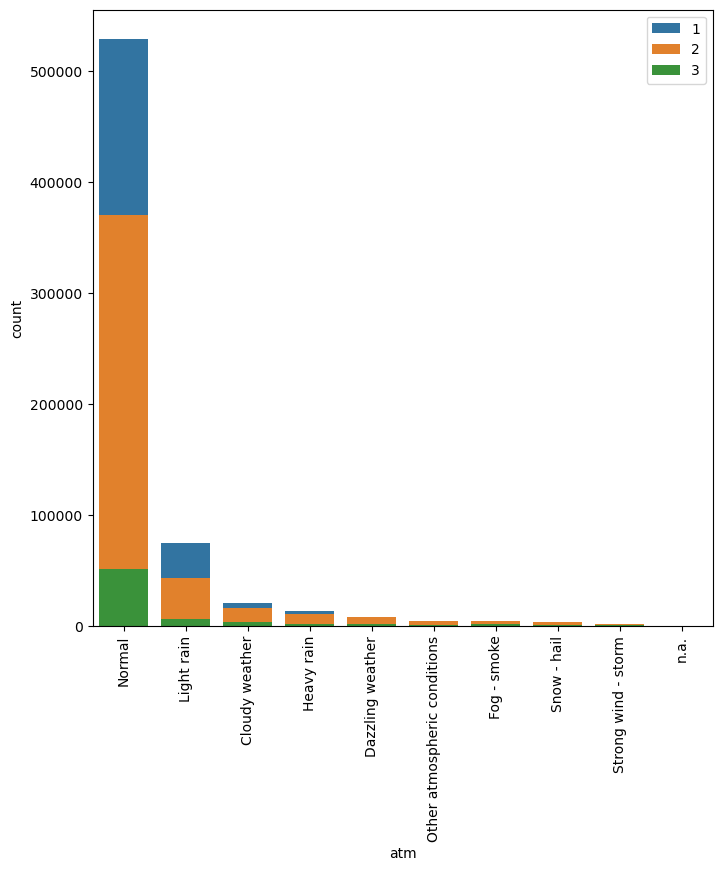 1
2
3
500000
400000
300000
200000
100000
0
count
Normal
Light rain
Cloudy weather
Heavy rain
Dazzling weather
Other atmospheric conditions
Fog - smoke
Snow - hail
Strong wind - storm
n.a.
atm